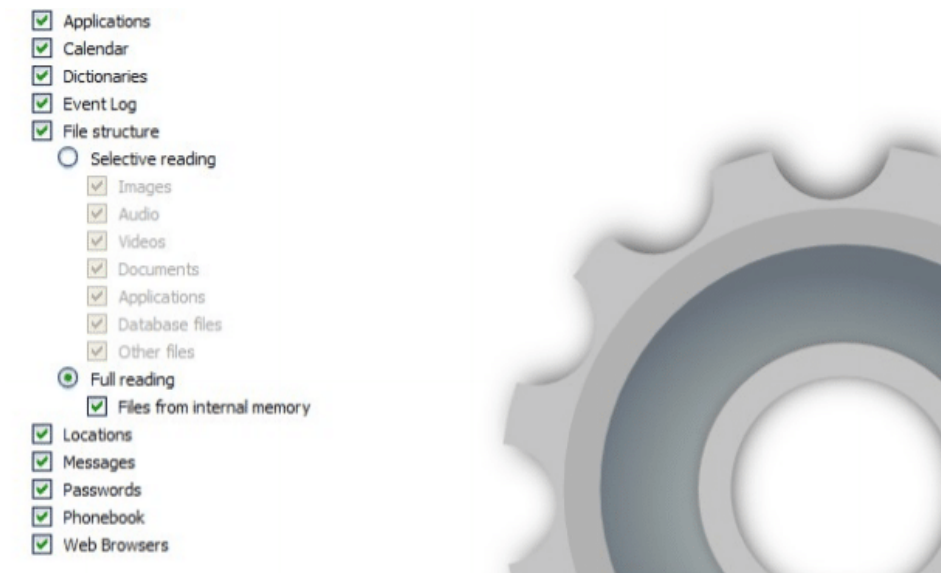 Applications
Calendar
Dictionaries
Event Log
File structure
Selective reading
Images
Audio
Videos
Documents
Applications
Database files
Other files
Full reading
Files from internal memory
Locations
Messages
Passwords
Phonebook
Web Browsers